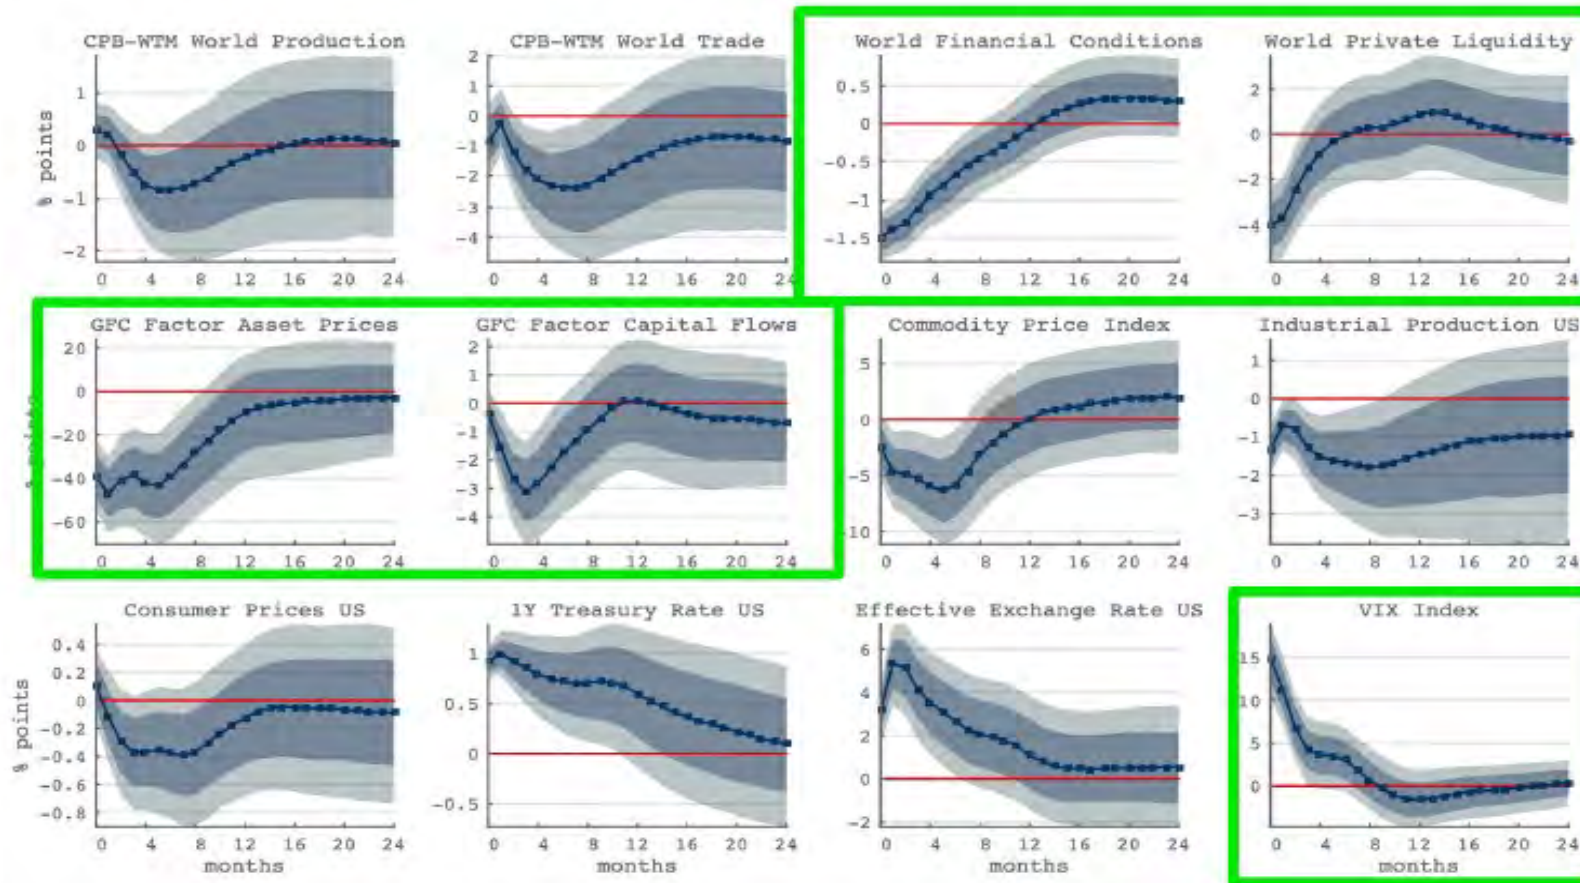 CPB-WTM World Production
CPB-WTM World Trade
World Financial Conditions
World Private Liquidity
% points
1
0
-1
-2
0 4 8 12 16 20 24
2
1
0
-1
-2
-3
-4
0 4 8 12 16 20 24
0.5
0
-0.5
-1
-1.5
0 4 8 12 16 20 24
2
0
-2
-4
0 4 8 12 16 20 24
GFC Factor Asset Prices
GFC Factor Capital Flows
Commodity Price Index
Industrial Production US
20
0
-20
-40
-60
0 4 8 12 16 20 24
2
1
0
-1
-2
-3
-4
0 4 8 12 16 20 24
5
0
-5
10
0 4 8 12 16 20 24
1
0
-1
-2
-3
0 4 8 12 16 20 24
Consumer Prices US
1Y Treasury Rate US
Effective Exchange Rate US
VIX Index
% points
0.4
0.2
0
-0.2
-0.4
-0.6
-0.8
0 4 8 12 16 20 24
months
1
0.5
0
-0.5
0 4 8 12 16 20 24
months
6
4
2
0
-2
0 4 8 12 16 20 24
months
15
10
5
0
0 4 8 12 16 20 24
months